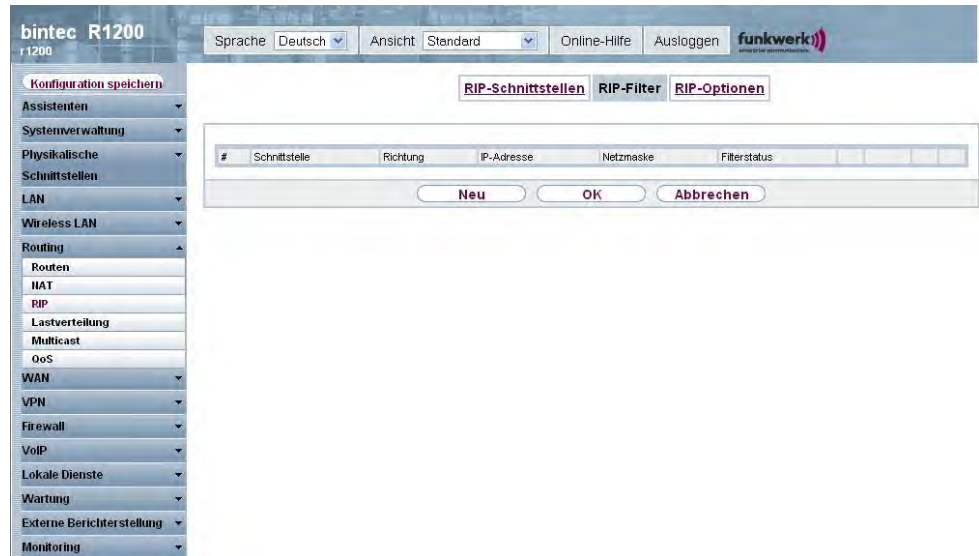 bintec R1200
r1200
Sprache Deutsch Ansicht Standard Online-Hilfe Ausloggen funkwerk
Konfiguration speichern
Assistenten
Systemverwaltung
Physikalische
Schnittstellen
LAN
Wireless LAN
Routing
Routen
NAT
RIP
Lastverteilung
Multicast
QoS
WAN
VPN
Firewall
VoIP
Lokale Dienste
Wartung
Externe Berichterstellung
Monitoring
RIP-Schnittstellen RIP-Filter RIP-Optionen
# Schnittstelle Richtung IP-Adresse Netzmaske Filterstatus
Neu OK Abbrechen